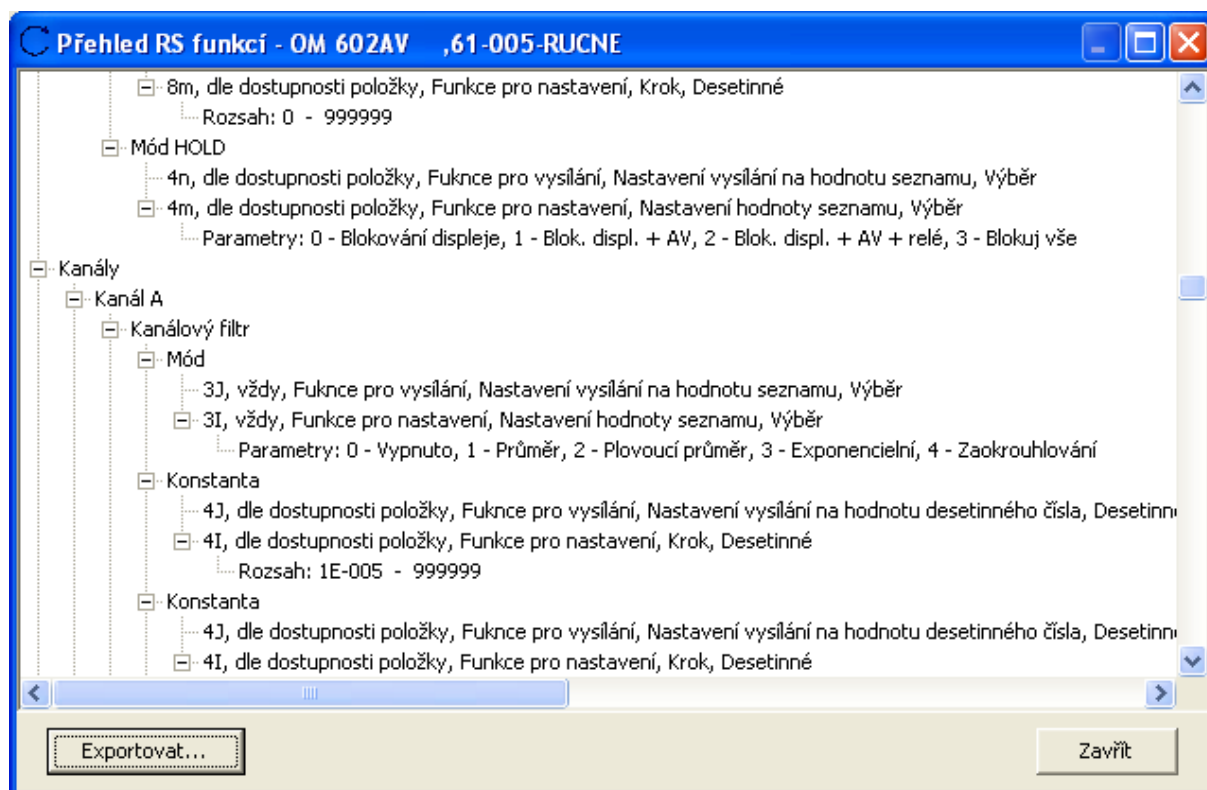 Přehled RS funkcí - OM 602AV ,61-005-RUCNE
8m, dle dostupnosti položky, Funkce pro nastavení, Krok, Desetinné
Rozsah: 0 - 999999
Mód HOLD
4n, dle dostupnosti položky, Fuknce pro vysílání, Nastavení vysílání na hodnotu seznamu, Výběr
4m, dle dostupnosti položky, Funkce pro nastavení, Nastavení hodnoty seznamu, Výběr
Parametry: 0 - Blokování displeje, 1 - Blok. displ. + AV, 2 - Blok. displ. + AV + relé, 3 - Blokuj vše
Kanály
Kanál A
Kanálový filtr
Mód
3J, vždy, Fuknce pro vysílání, Nastavení vysílání na hodnotu seznamu, Výběr
3I, vždy, Funkce pro nastavení, Nastavení hodnoty seznamu, Výběr
Parametry: 0 - Vypnuto, 1 - Průměr, 2 - Plovoucí průměr, 3 - Exponencielní, 4 - Zaokrouhlování
Konstanta
4J, dle dostupnosti položky, Fuknce pro vysílání, Nastavení vysílání na hodnotu desetinného čísla, Desetinn
4I, dle dostupnosti položky, Funkce pro nastavení, Krok, Desetinné
Rozsah: 1E-005 - 999999
Konstanta
4J, dle dostupnosti položky, Fuknce pro vysílání, Nastavení vysílání na hodnotu desetinného čísla, Desetinn
4I, dle dostupnosti položky, Funkce pro nastavení, Krok, Desetinné
Exportovat...
Zavřít